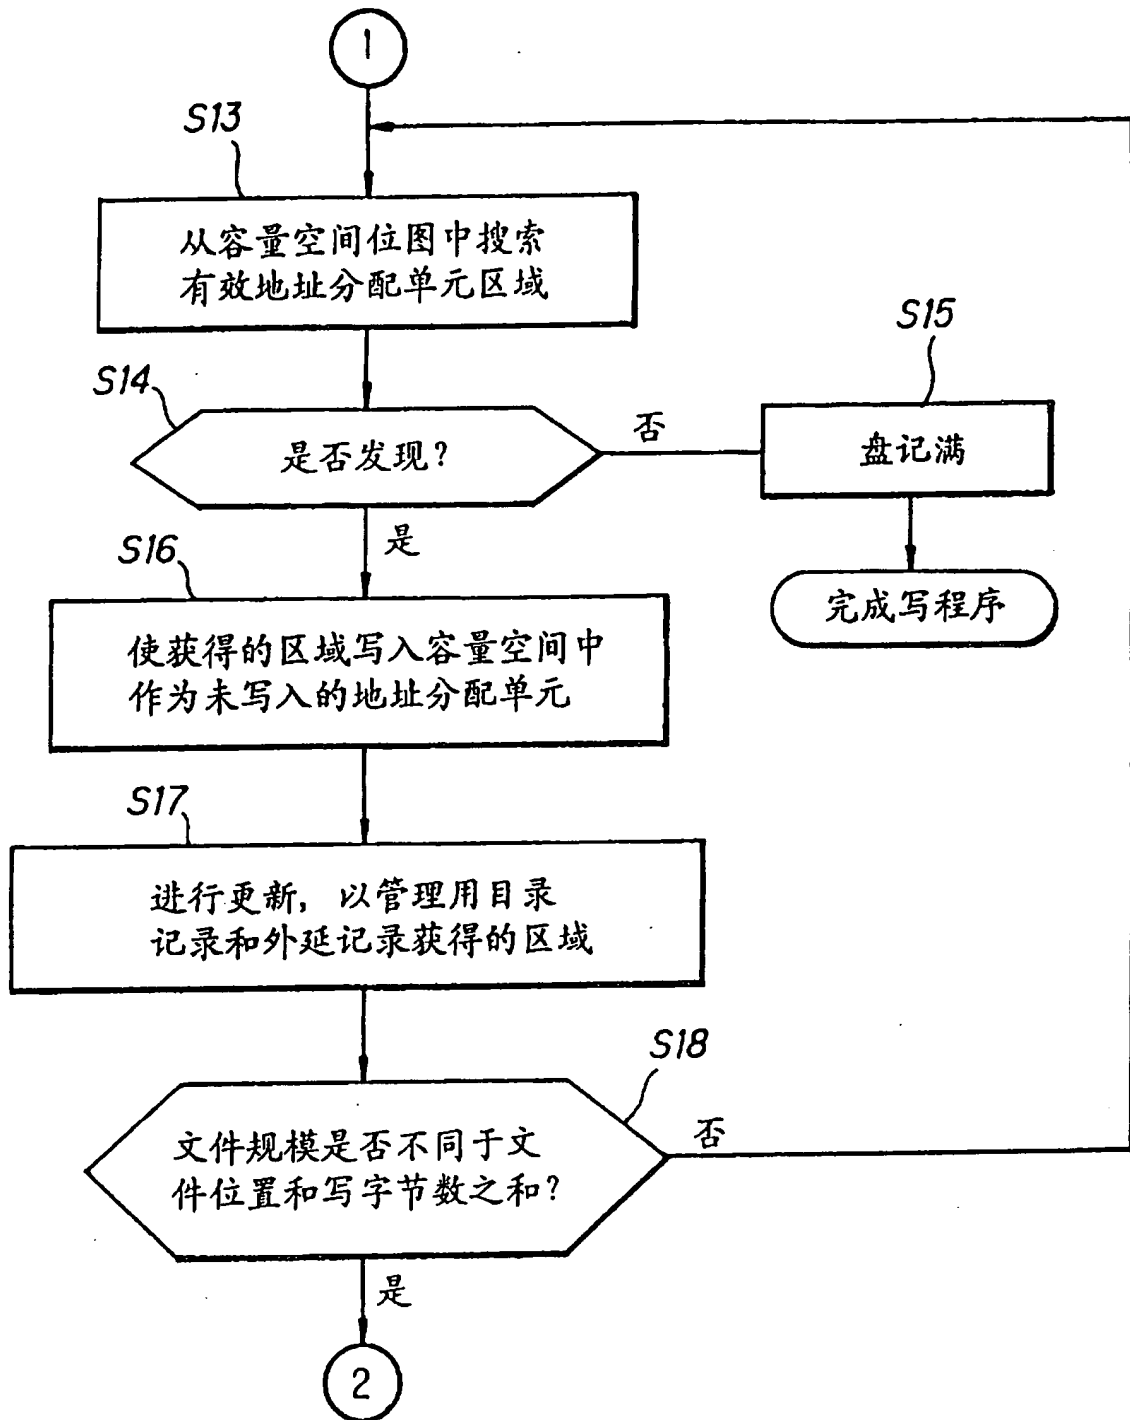 1
S13
从容量空间位图中搜索
有效地址分配单元区域
S15
S14
是否发现?
否
盘记满
是
S16
完成写程序
使获得的区域写入容量空间中
作为未写入的地址分配单元
S17
进行更新, 以管理用目录
记录和外延记录获得的区域
S18
文件规模是否不同于文
件位置和写字节数之和?
否
是
2